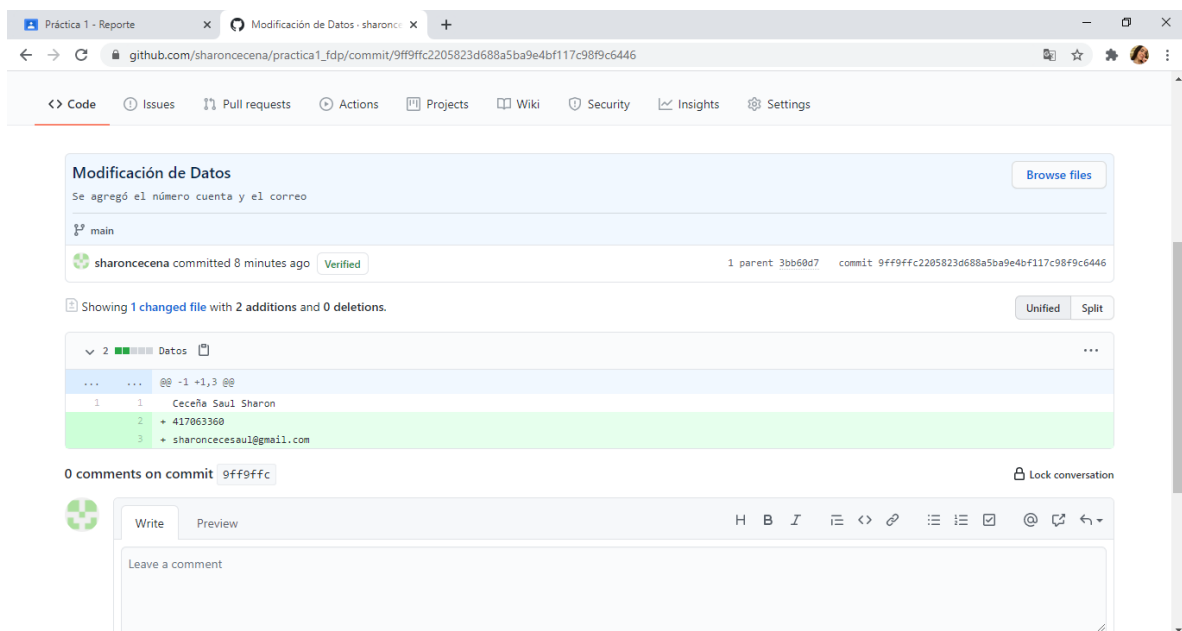 Práctica 1 - Reporte
Modificación de Datos · sharonce
github.com/sharoncecena/practica1_fdp/commit/9ff9ffc2205823d688a5ba9e4bf117c98f9c6446
<> Code Issues Pull requests Actions Projects Wiki Security Insights Settings
Modificación de Datos
Browse files
Se agregó el número cuenta y el correo
main
sharoncecena committed 8 minutes ago Verified
1 parent 3bb60d7 commit 9ff9ffc2205823d688a5ba9e4bf117c98f9c6446
Showing 1 changed file with 2 additions and 0 deletions.
Unified Split
2 Datos ...
... ... @@ -1 +1,3 @@
1 1 Ceceña Saul Sharon
2 + 417063360
3 + sharoncecesaul@gmail.com
0 comments on commit 9ff9ffc
Lock conversation
Write Preview
H B I
Leave a comment